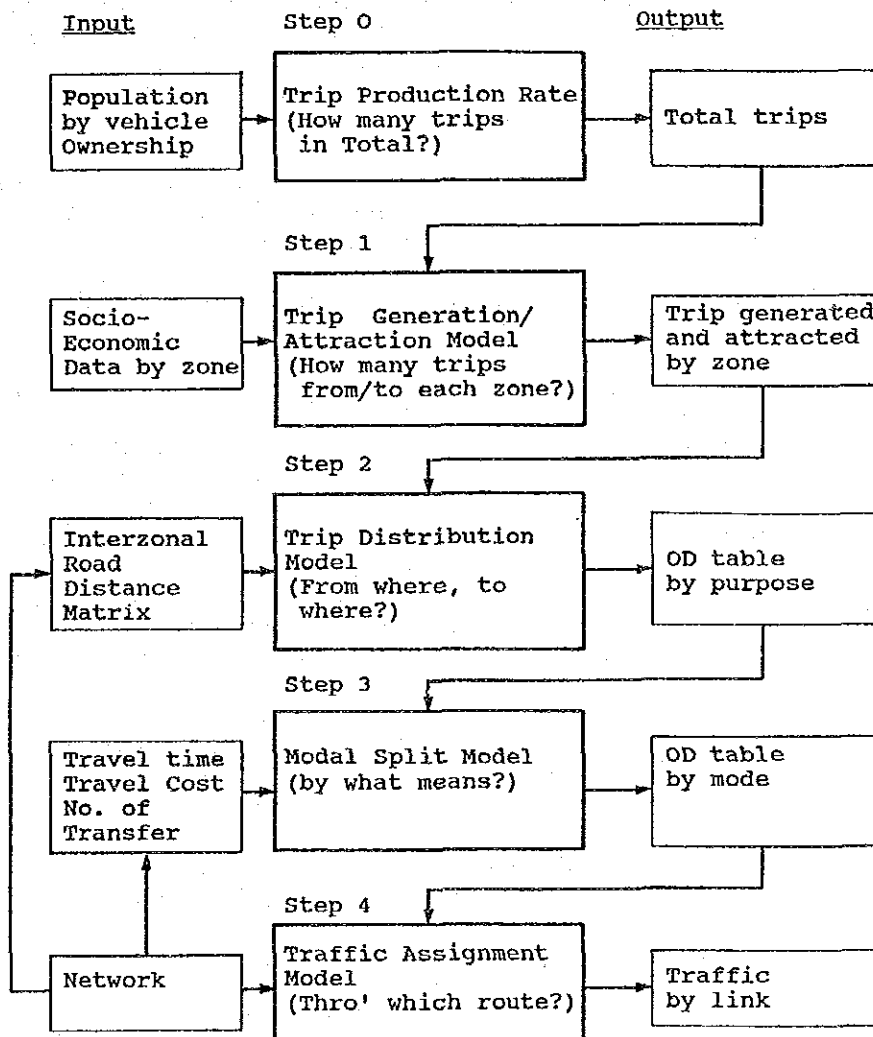 Input
Step 0
Output
Population
by vehicle
Ownership
Trip Production Rate
(How many trips
in Total?)
Total trips
Step 1
Socio-
Economic
Data by zone
Trip Generation/
Attraction Model
(How many trips
from/to each zone?)
Trip generated
and attracted
by zone
Step 2
Interzonal
Road
Distance
Matrix
Trip Distribution
Model
(From where, to
where?)
OD table
by purpose
Step 3
Travel time
Travel Cost
No. of
Transfer
Modal Split Model
(by what means?)
OD table
by mode
Step 4
Network
Traffic Assignment
Model
(Thro' which route?)
Traffic
by link